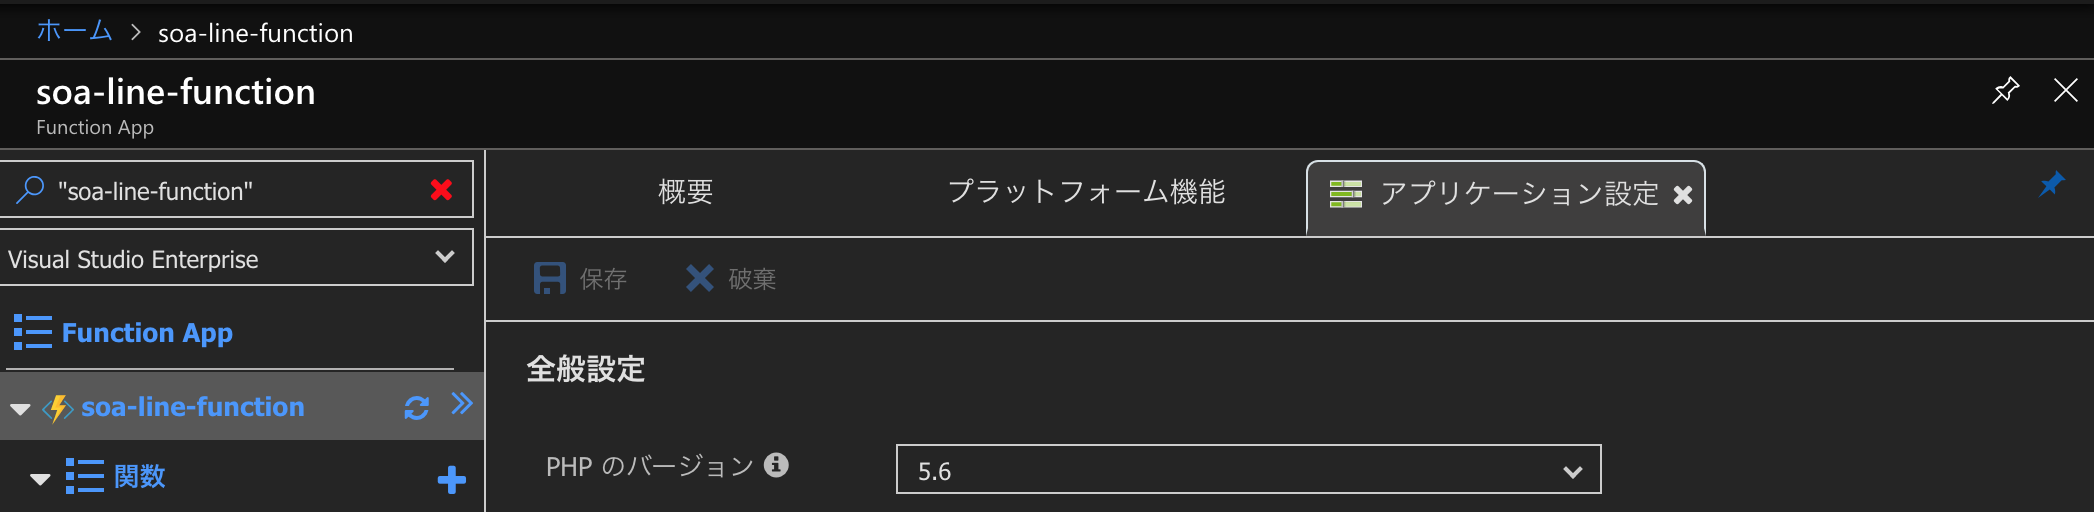 ホーム > soa-line-function
soa-line-function
Function App
"soa-line-function"
Visual Studio Enterprise
Function App
soa-line-function
関数
概要 プラットフォーム機能 アプリケーション設定
保存 破棄
全般設定
PHP のバージョン 5.6